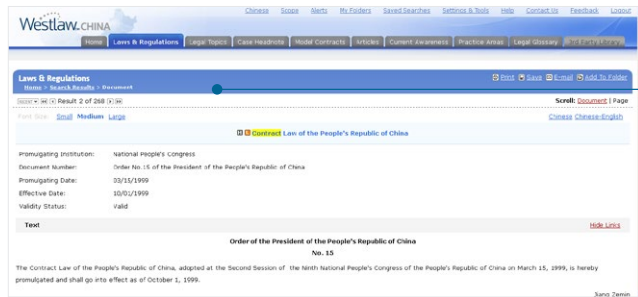 Chinese Scope Alerts My Folders Saved Searches Settings & Tools Help Contact Us Feedback Logout
Westlaw. CHINA
Home Laws & Regulations Legal Topics Case Headnotes Model Contracts Articles Current Awareness Practice Areas Legal Glossary 3rd Party Library
Laws & Regulations
Print Save E-mail Add To Folder
Home > Search Results > Document
Result 2 of 268
Scroll: Document | Page
Font Size: Small Medium Large
Chinese Chinese-English
Contract Law of the People's Republic of China
Promulgating Institution: National People's Congress
Document Number: Order No.15 of the President of the People's Republic of China
Promulgating Date: 03/15/1999
Effective Date: 10/01/1999
Validity Status: Valid
Text
Hide Links
Order of the President of the People's Republic of China
No. 15
The Contract Law of the People's Republic of China, adopted at the Second Session of the Ninth National People's Congress of the People's Republic of China on March 15, 1999, is hereby
promulgated and shall go into effect as of October 1, 1999.
Jiang Zemin